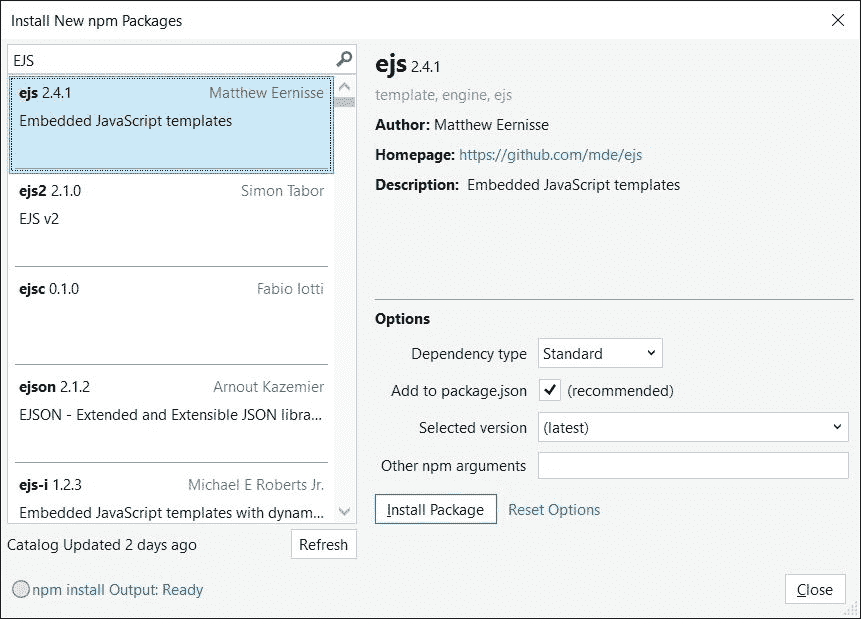 Install New npm Packages
EJS
ejs 2.4.1 Matthew Eernisse
Embedded JavaScript templates
ejs2 2.1.0 Simon Tabor
EJS v2
ejsc 0.1.0 Fabio Iotti
ejson 2.1.2 Arnout Kazemier
EJSON - Extended and Extensible JSON libra...
ejs-i 1.2.3 Michael E Roberts Jr.
Embedded JavaScript templates with dynam...
Catalog Updated 2 days ago
Refresh
npm install Output: Ready
ejs 2.4.1
template, engine, ejs
Author: Matthew Eernisse
Homepage: https://github.com/mde/ejs
Description: Embedded JavaScript templates
Options
Dependency type Standard
Add to package.json (recommended)
Selected version (latest)
Other npm arguments
Install Package Reset Options
Close